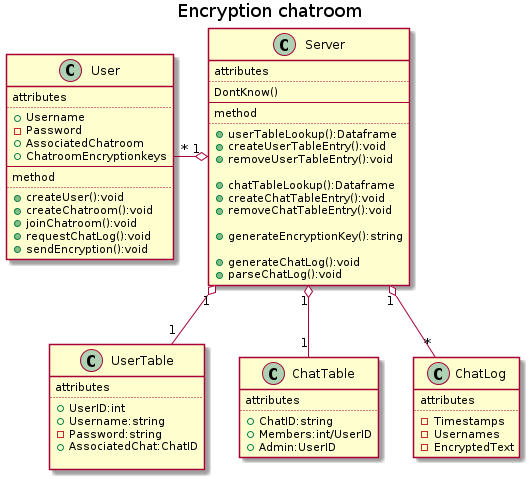 Encryption chatroom
C User
attributes
Username
Password
AssociatedChatroom
ChatroomEncryptionkeys
method
createUser():void
createChatroom():void
joinChatroom():void
requestChatLog():void
sendEncryption():void
* 1
C Server
attributes
DontKnow()
method
userTableLookup():Dataframe
createUserTableEntry():void
removeUserTableEntry():void
chatTableLookup():Dataframe
createChatTableEntry():void
removeChatTableEntry():void
generateEncryptionKey():string
generateChatLog():void
parseChatLog():void
1 1 1
1 1 *
C UserTable
attributes
UserID:int
Username:string
Password:string
AssociatedChat:ChatID
C ChatTable
attributes
ChatID:string
Members:int/UserID
Admin:UserID
C ChatLog
attributes
Timestamps
Usernames
EncryptedText